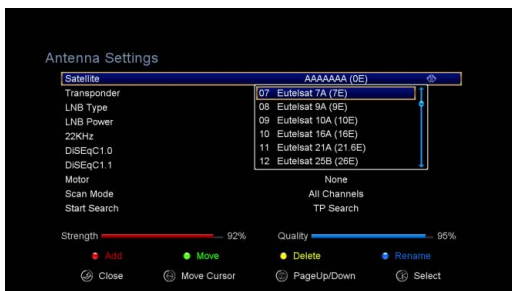 Antenna Settings
Satellite AAAAAAA (0E)
Transponder 07 Eutelsat 7A (7E)
LNB Type 08 Eutelsat 9A (9E)
LNB Power 09 Eutelsat 10A (10E)
22KHz 10 Eutelsat 16A (16E)
DiSEqC1.0 11 Eutelsat 21A (21.6E)
DiSEqC1.1 12 Eutelsat 25B (26E)
Motor None
Scan Mode All Channels
Start Search TP Search
Strength 92% Quality 95%
Add Move Delete Rename
Close Move Cursor PageUp/Down Select